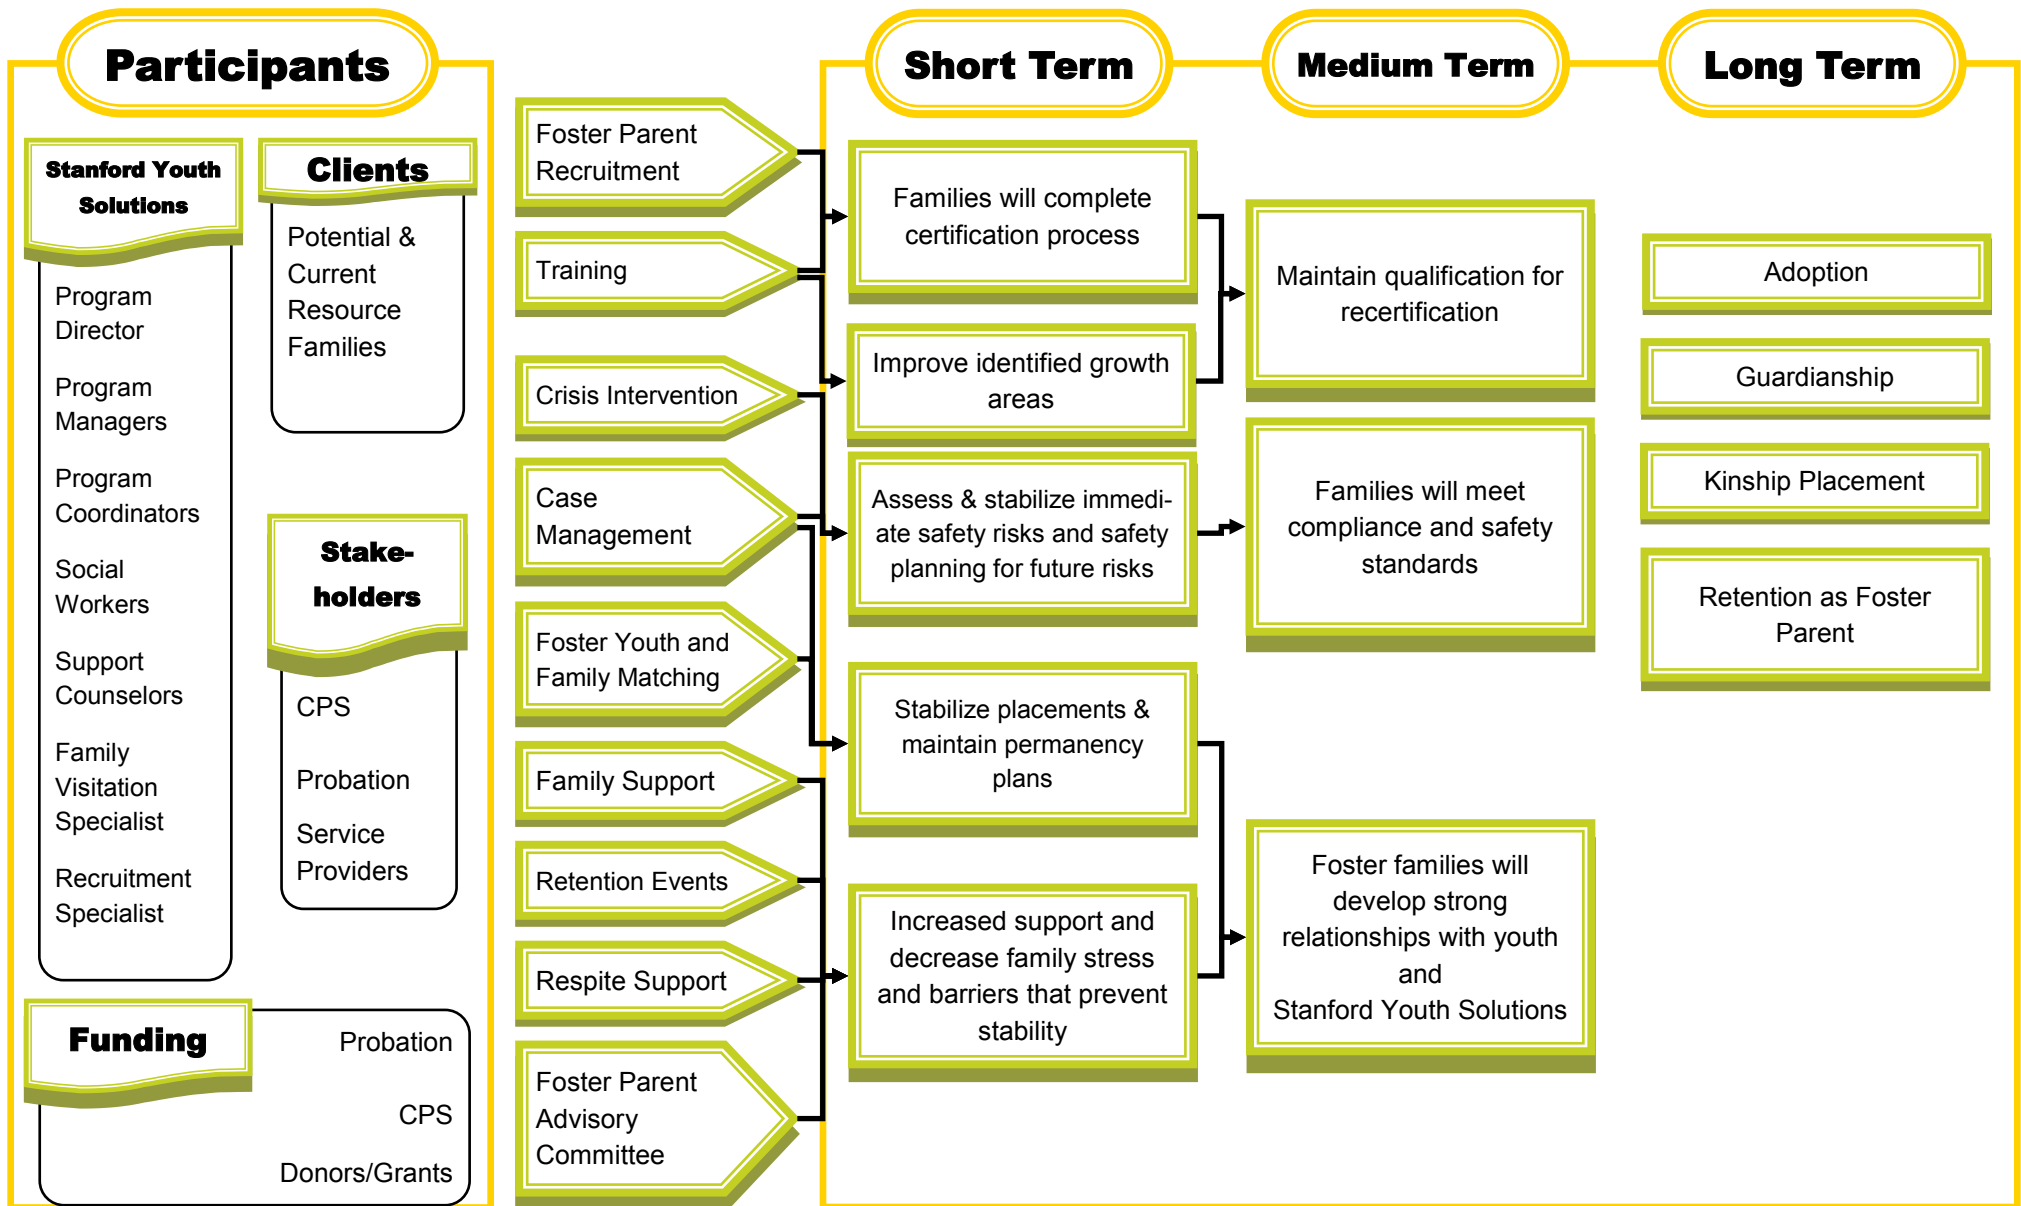 Participants
Stanford Youth
Solutions
Program
Director
Program
Managers
Program
Coordinators
Social
Workers
Support
Counselors
Family
Visitation
Specialist
Recruitment
Specialist
Clients
Potential &
Current
Resource
Families
Stake-
holders
CPS
Probation
Service
Providers
Funding
Probation
CPS
Donors/Grants
Foster Parent
Recruitment
Training
Crisis Intervention
Case
Management
Foster Youth and
Family Matching
Family Support
Retention Events
Respite Support
Foster Parent
Advisory
Committee
Short Term
Families will complete
certification process
Improve identified growth
areas
Assess & stabilize immedi-
ate safety risks and safety
planning for future risks
Stabilize placements &
maintain permanency
plans
Increased support and
decrease family stress
and barriers that prevent
stability
Medium Term
Maintain qualification for
recertification
Families will meet
compliance and safety
standards
Foster families will
develop strong
relationships with youth
and
Stanford Youth Solutions
Long Term
Adoption
Guardianship
Kinship Placement
Retention as Foster
Parent